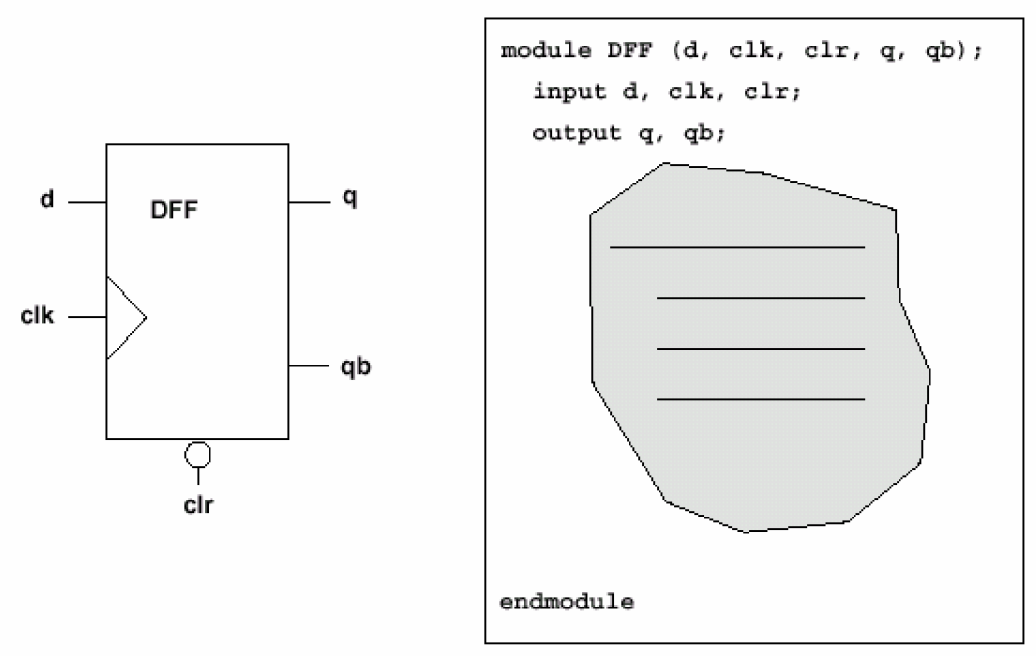 d
DFF
q
clk
qb
clr
module DFF (d, clk, clr, q, qb);
input d, clk, clr;
output q, qb;
endmodule